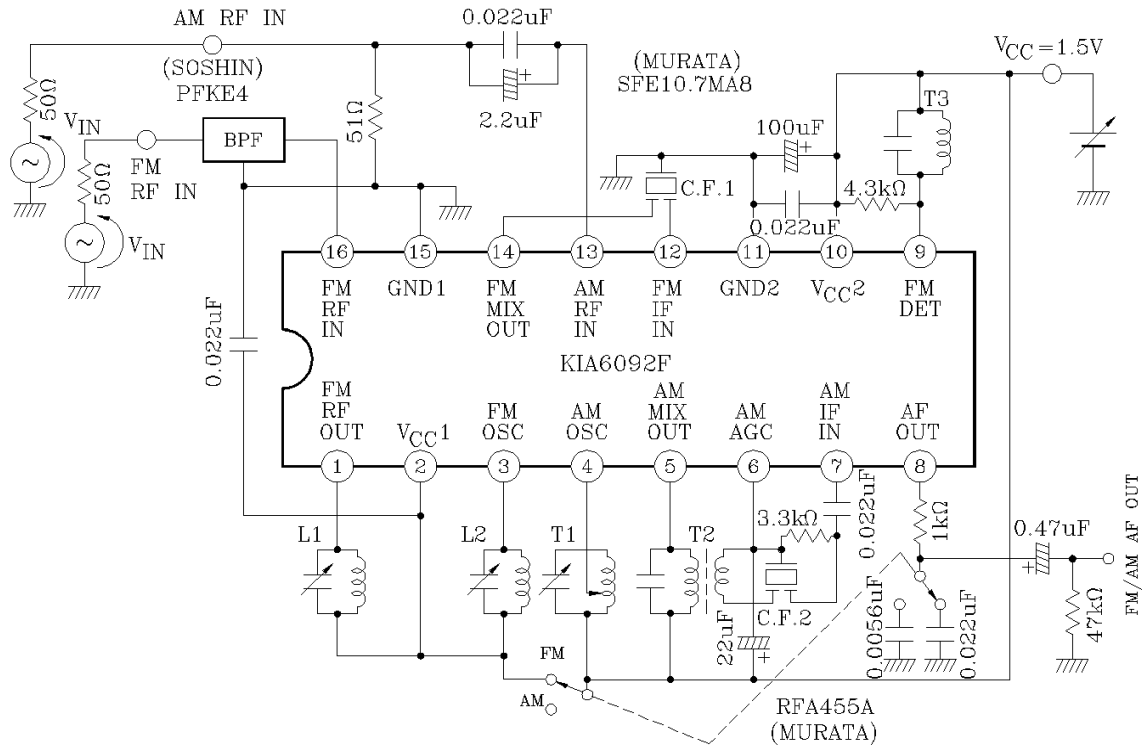 AM RF IN
0.022uF
(SOSHIN)
PFKE4
(MURATA)
SFE10.7MA8
VCC=1.5V
50Ω
VIN
BPF
51Ω
2.2uF
100uF
T3
FM
RF IN
50Ω
VIN
C.F.1
4.3kΩ
0.022uF
16
15
14
13
12
11
10
9
FM
RF
IN
GND1
FM
MIX
OUT
AM
RF
IN
FM
IF
IN
GND2
VCC2
FM
DET
0.022uF
KIA6092F
FM
RF
OUT
VCC1
FM
OSC
AM
OSC
AM
MIX
OUT
AM
AGC
AM
IF
IN
AF
OUT
1
2
3
4
5
6
7
8
L1
L2
T1
T2
3.3kΩ
0.022uF
1kΩ
0.47uF
FM/AM AF OUT
C.F.2
22uF
0.0056uF
0.022uF
47kΩ
FM
AM
RFA455A
(MURATA)